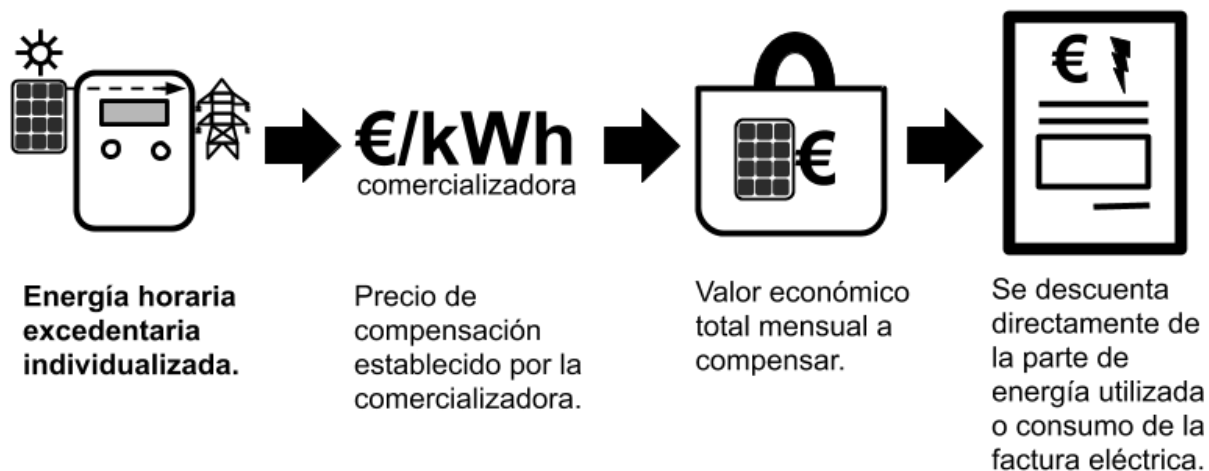 €/kWh
comercializadora
€
€
Energía horaria
excedentaria
individualizada.
Precio de
compensación
establecido por la
comercializadora.
Valor económico
total mensual a
compensar.
Se descuenta
directamente de
la parte de
energía utilizada
o consumo de la
factura eléctrica.